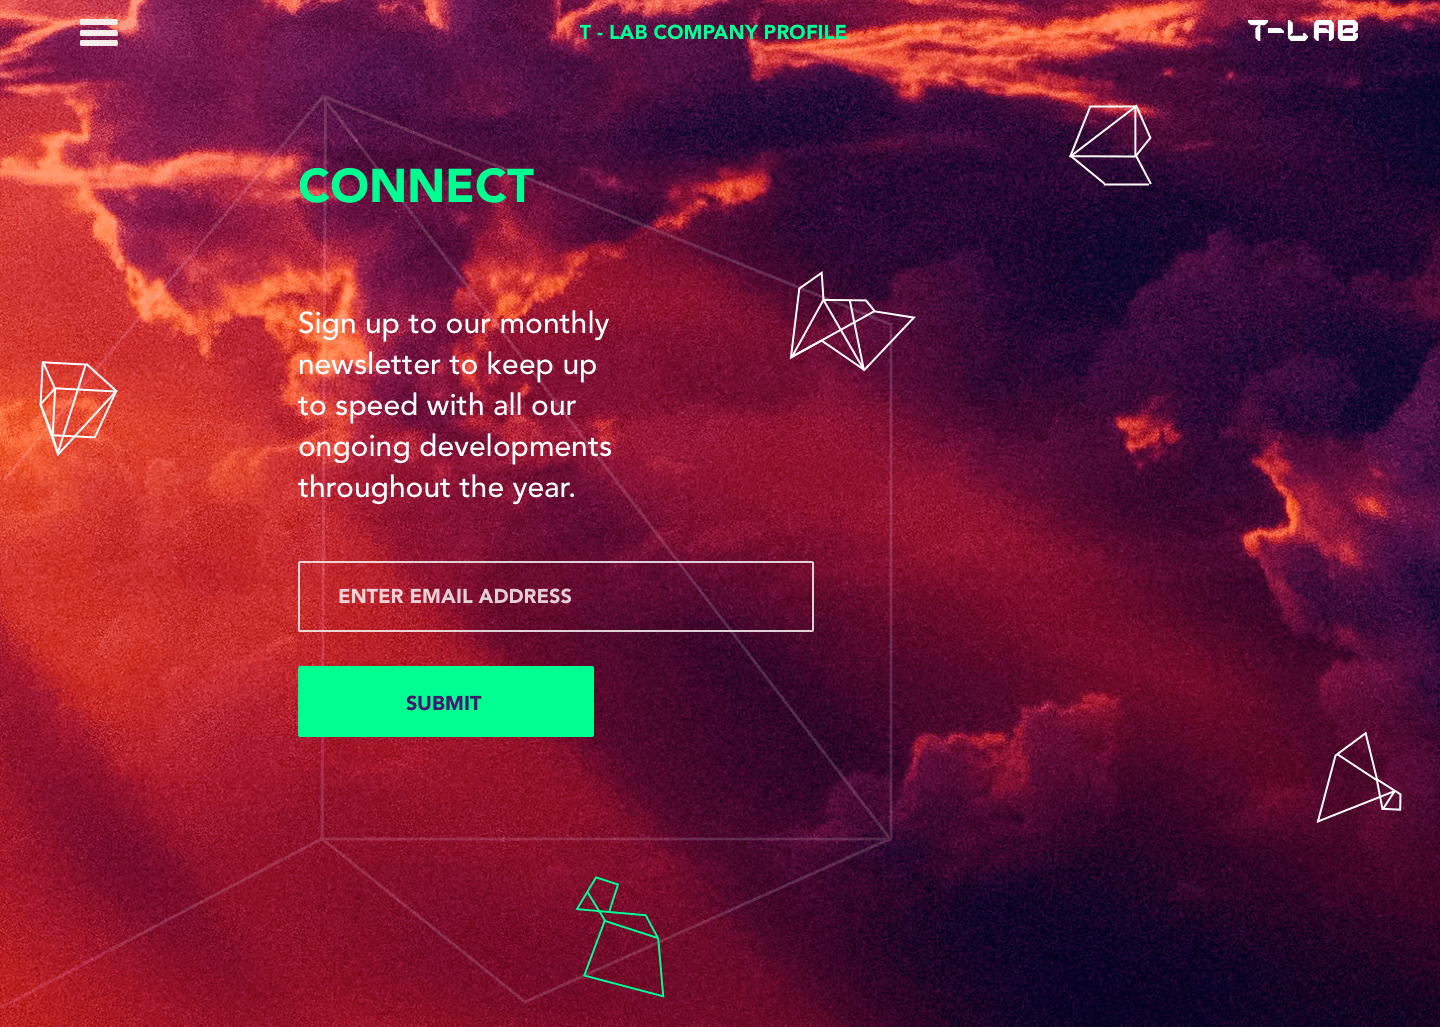 T - LAB COMPANY PROFILE
T-LAB
CONNECT
Sign up to our monthly
newsletter to keep up
to speed with all our
ongoing developments
throughout the year.
ENTER EMAIL ADDRESS
SUBMIT